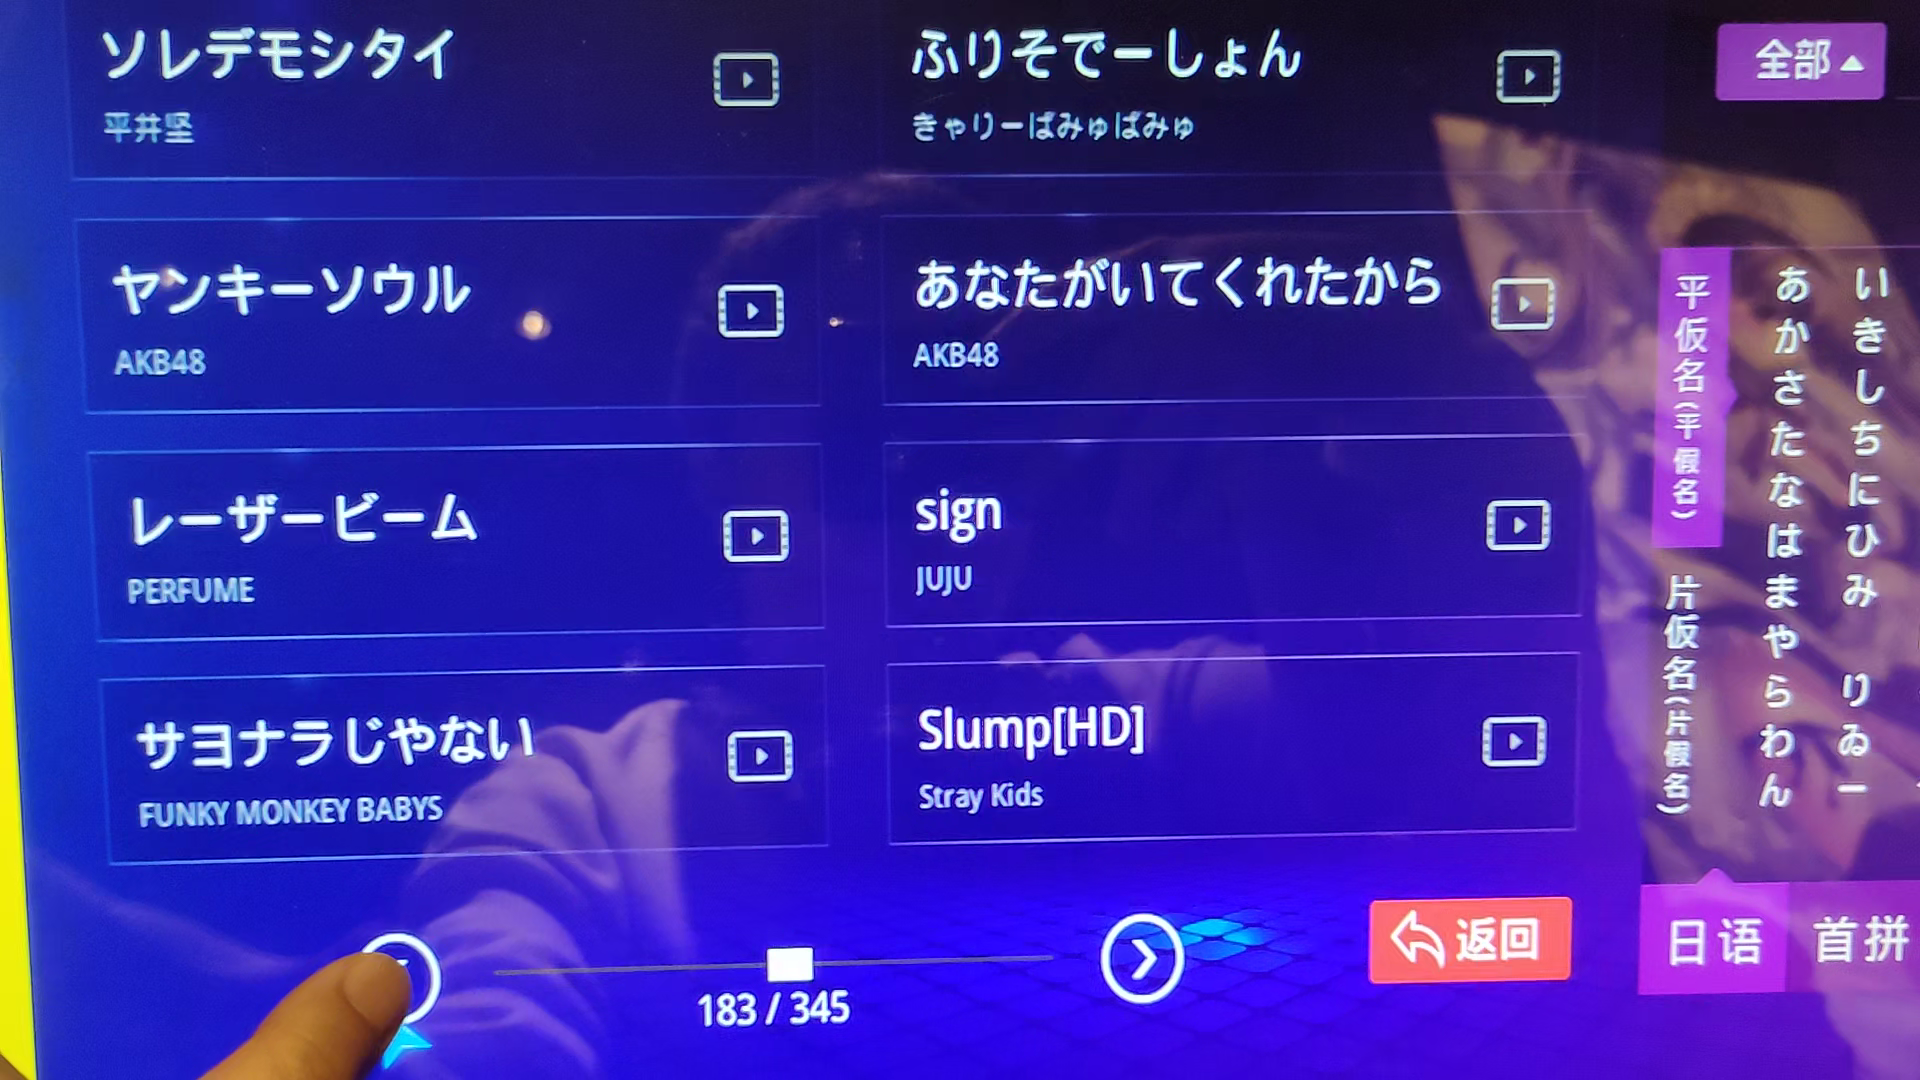 ソレデモシタイ
平井坚
ふりそでーしょん
きゃりーぱみゅぱみゅ
全部
ヤンキーソウル
AKB48
あなたがいてくれたから
AKB48
レーザービーム
PERFUME
sign
JUJU
サヨナラじゃない
FUNKY MONKEY BABYS
Slump[HD]
Stray Kids
平仮名(平假名)
片仮名(片假名)
あかさたなはまやらわん
いきしちにひみ りゐー
183 / 345
返回
日语
首拼